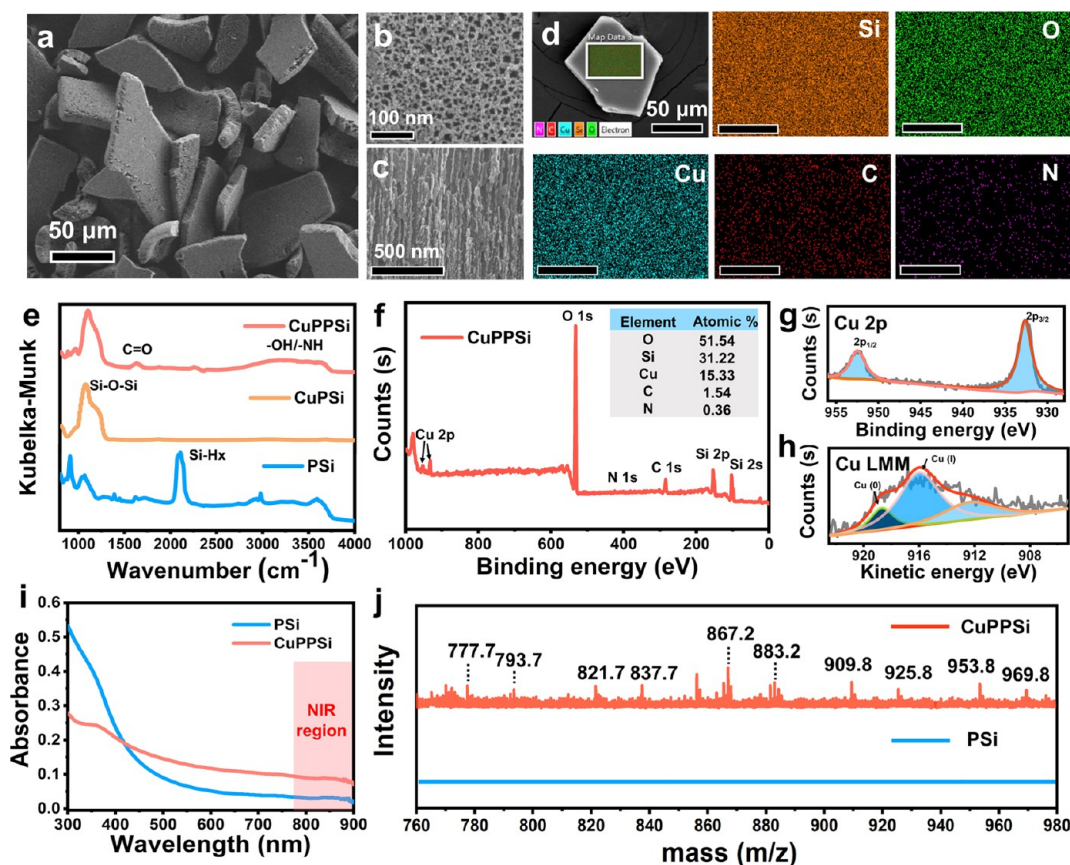 a
50 μm
b
100 nm
c
500 nm
d
Map Data 3
50 μm
N C Cu Si O Electron
Si
O
Cu
C
N
e
CuPPSi
-OH/-NH
C=O
Si-O-Si
CuPSi
Si-Hx
PSi
Kubelka-Munk
1000 1500 2000 2500 3000 3500 4000
Wavenumber (cm⁻¹)
f
CuPPSi
O 1s
Element Atomic %
O 51.54
Si 31.22
Cu 15.33
C 1.54
N 0.36
Cu 2p
N 1s
C 1s
Si 2p
Si 2s
Counts (s)
1000 800 600 400 200 0
Binding energy (eV)
g
Cu 2p
2p1/2
2p3/2
Counts (s)
955 950 945 940 935 930
Binding energy (eV)
h
Cu LMM
Cu (0)
Cu (I)
Counts (s)
920 916 912 908
Kinetic energy (eV)
i
PSi
CuPPSi
NIR
region
Absorbance
0.6
0.5
0.4
0.3
0.2
0.1
0.0
300 400 500 600 700 800 900
Wavelength (nm)
j
CuPPSi
777.7
793.7
821.7
837.7
867.2
883.2
909.8
925.8
953.8
969.8
PSi
Intensity
760 780 800 820 840 860 880 900 920 940 960 980
mass (m/z)